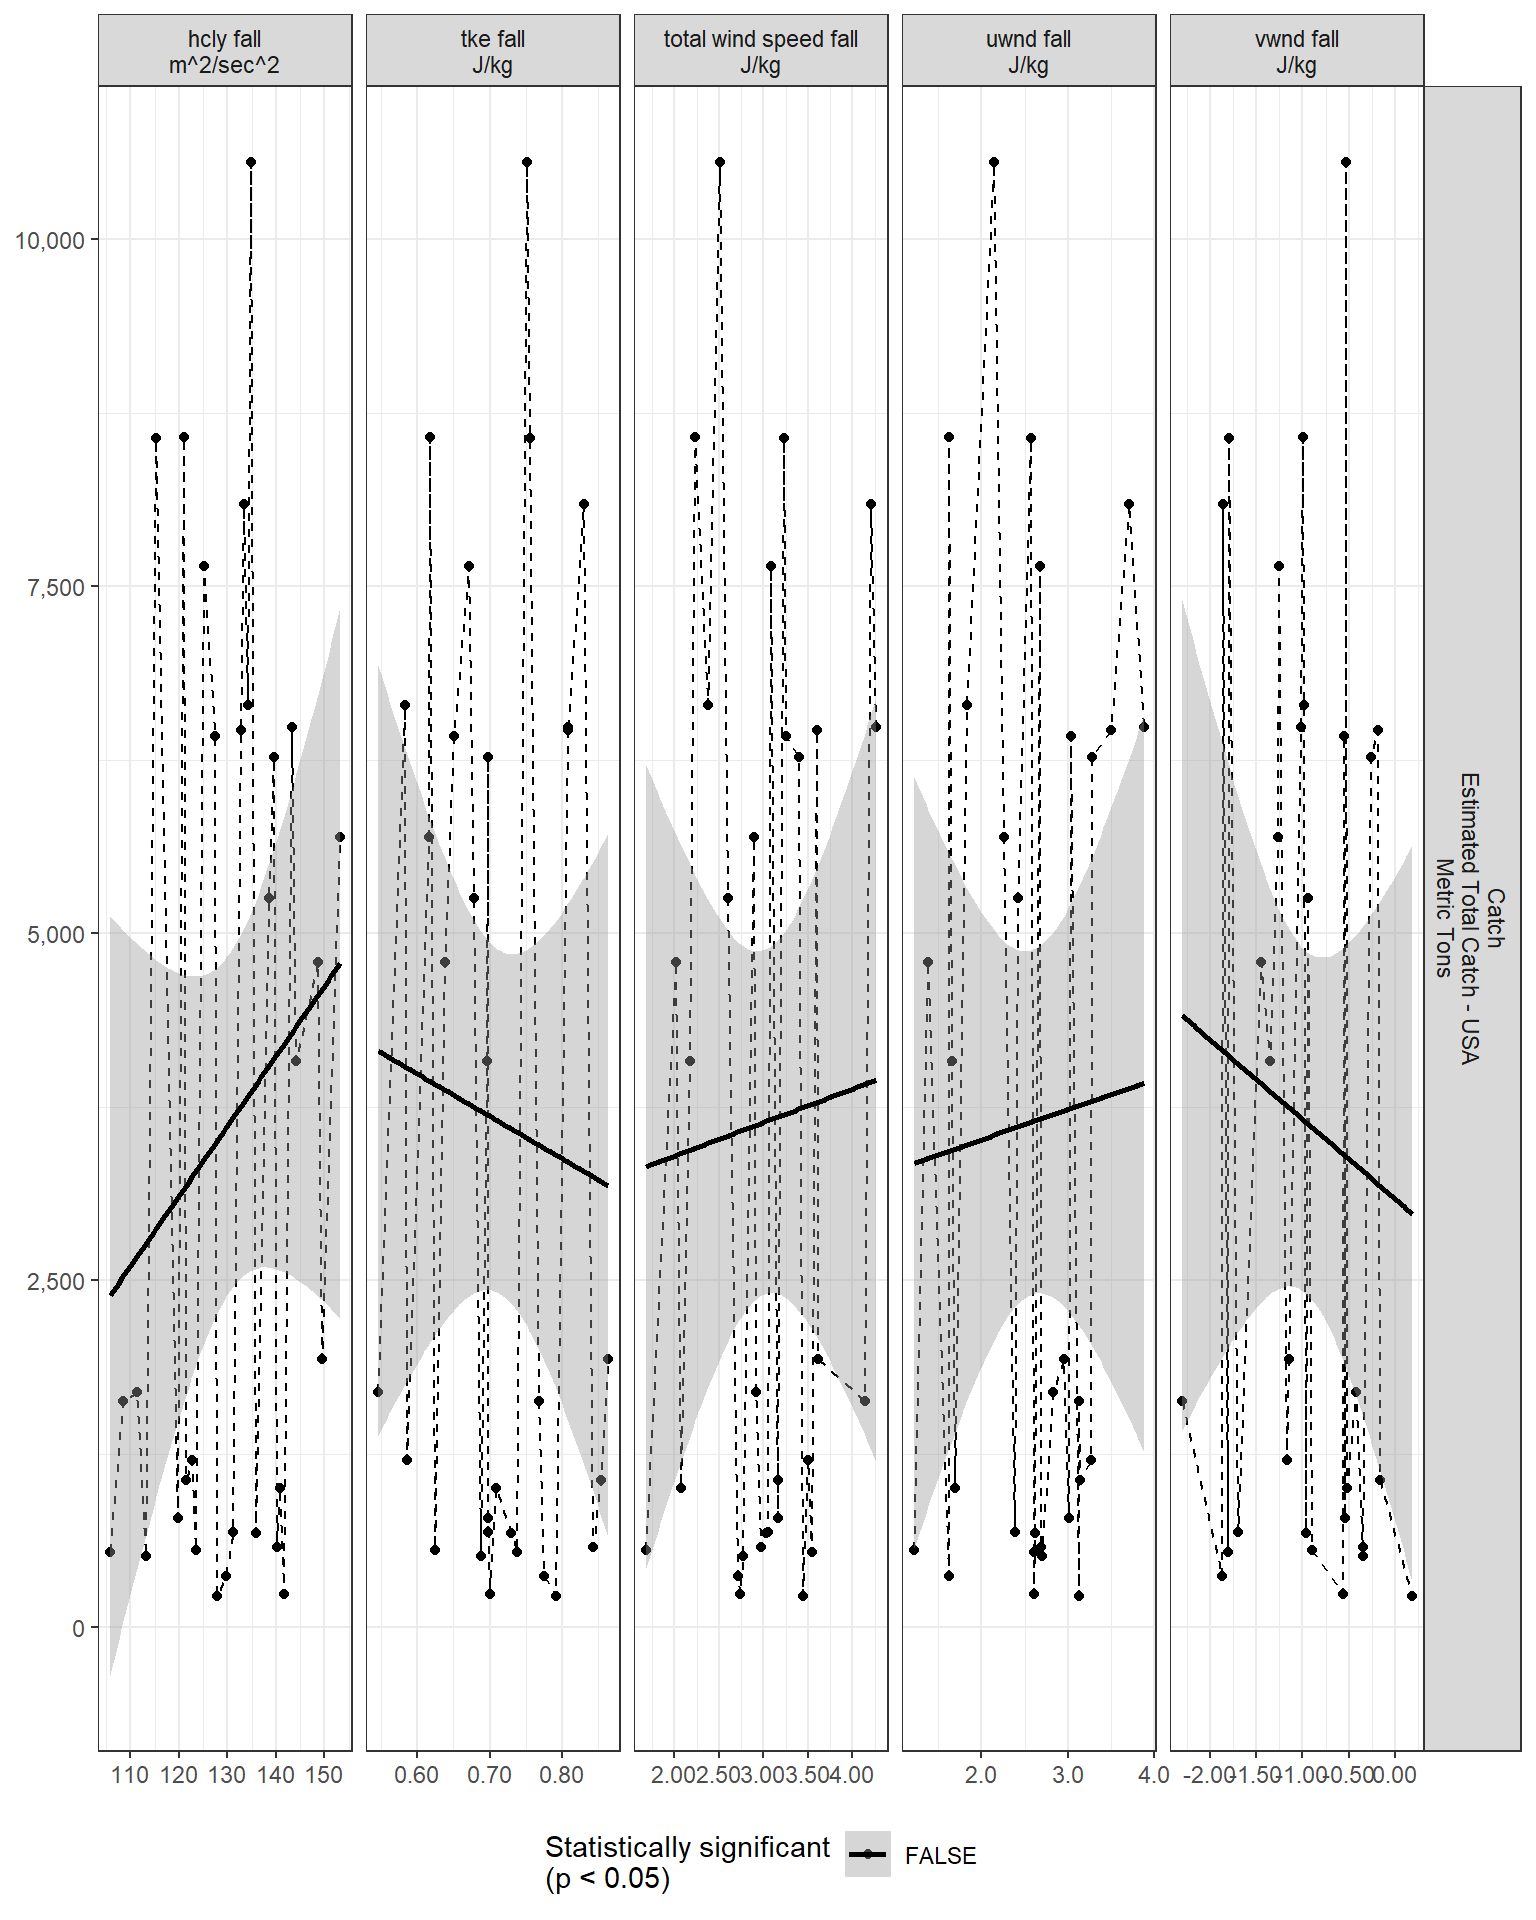 hcly fall
m^2/sec^2
tke fall
J/kg
total wind speed fall
J/kg
uwnd fall
J/kg
vwnd fall
J/kg
10,000
7,500
5,000
2,500
0
Catch
Estimated Total Catch - USA
Metric Tons
110 120 130 140 150
0.60 0.70 0.80
2.00 2.50 3.00 3.50 4.00
2.0 3.0 4.0
-2.00 -1.50 -1.00 -0.50 0.00
Statistically significant
(p < 0.05)
FALSE